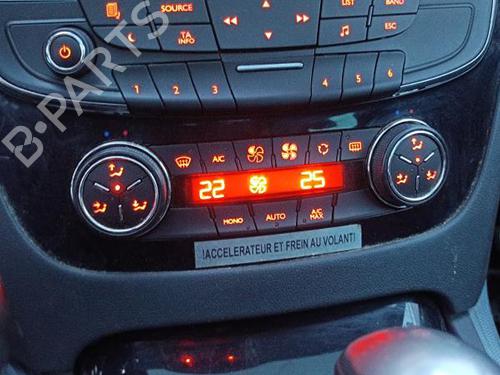 SOURCE
LIST
BAND
TA
INFO
ESC
1 2 3 4 5 6
A/C
22 25
MONO AUTO A/C
MAX
!ACCELERATEUR ET FREIN AU VOLANT!
B-PARTS